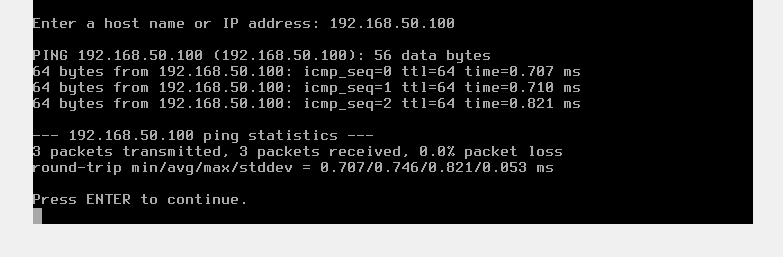 Enter a host name or IP address: 192.168.50.100
PING 192.168.50.100 (192.168.50.100): 56 data bytes
64 bytes from 192.168.50.100: icmp_seq=0 ttl=64 time=0.707 ms
64 bytes from 192.168.50.100: icmp_seq=1 ttl=64 time=0.710 ms
64 bytes from 192.168.50.100: icmp_seq=2 ttl=64 time=0.821 ms
--- 192.168.50.100 ping statistics ---
3 packets transmitted, 3 packets received, 0.0% packet loss
round-trip min/avg/max/stddev = 0.707/0.746/0.821/0.053 ms
Press ENTER to continue.